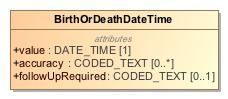 BirthOrDeathDateTime
attributes
+value : DATE_TIME [1]
+accuracy : CODED_TEXT [0..*]
+followUpRequired : CODED_TEXT [0..1]